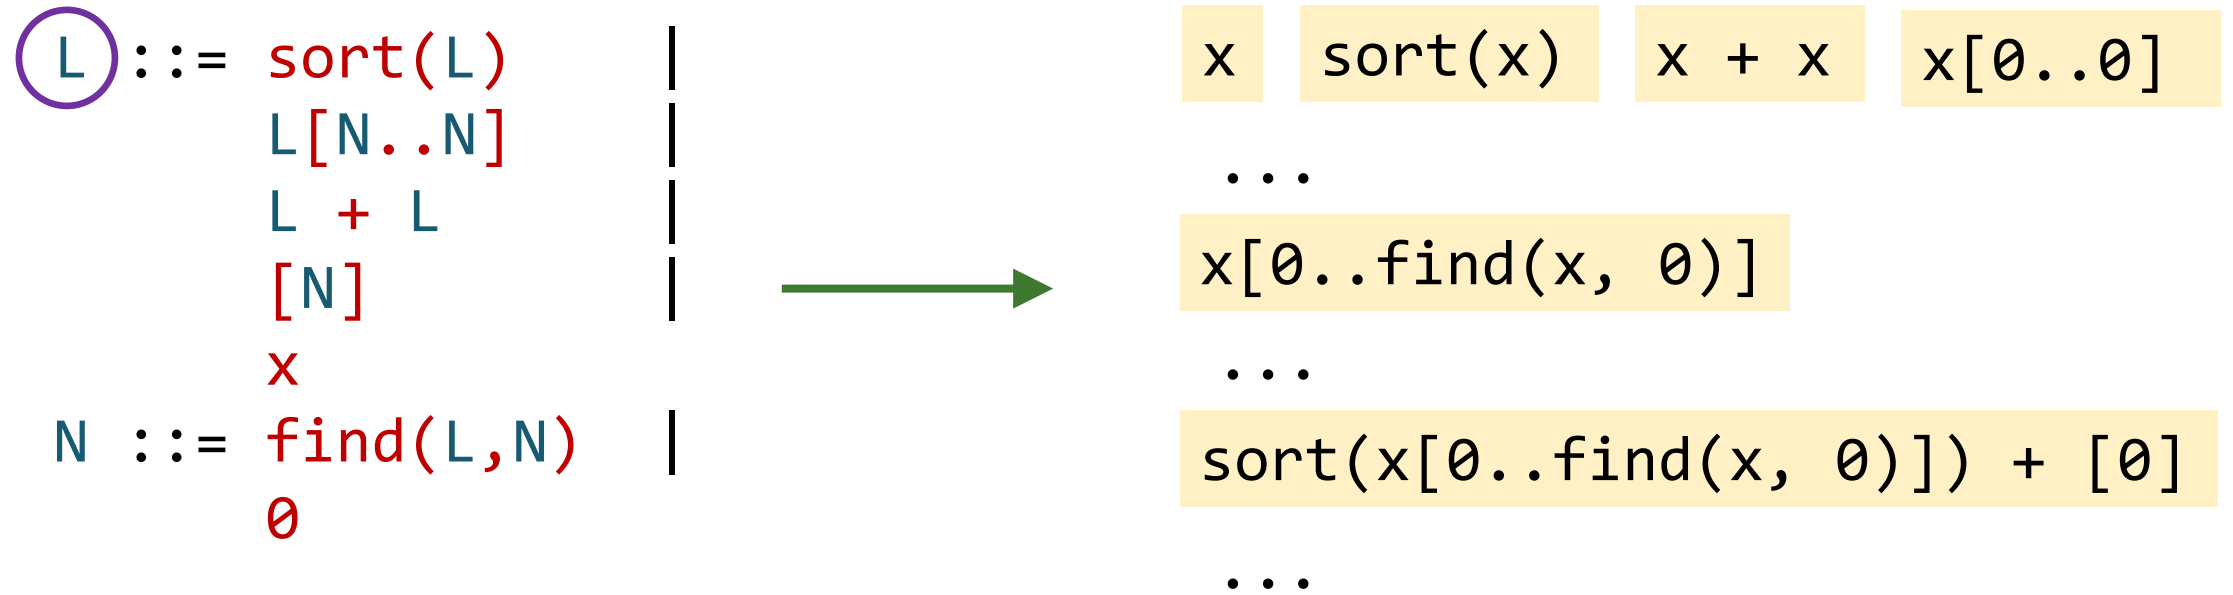 L ::= sort(L) |
L[N..N] |
L + L |
[N] |
x
N ::= find(L,N) |
0
x sort(x) x + x x[0..0]
...
x[0..find(x, 0)]
...
sort(x[0..find(x, 0)]) + [0]
...